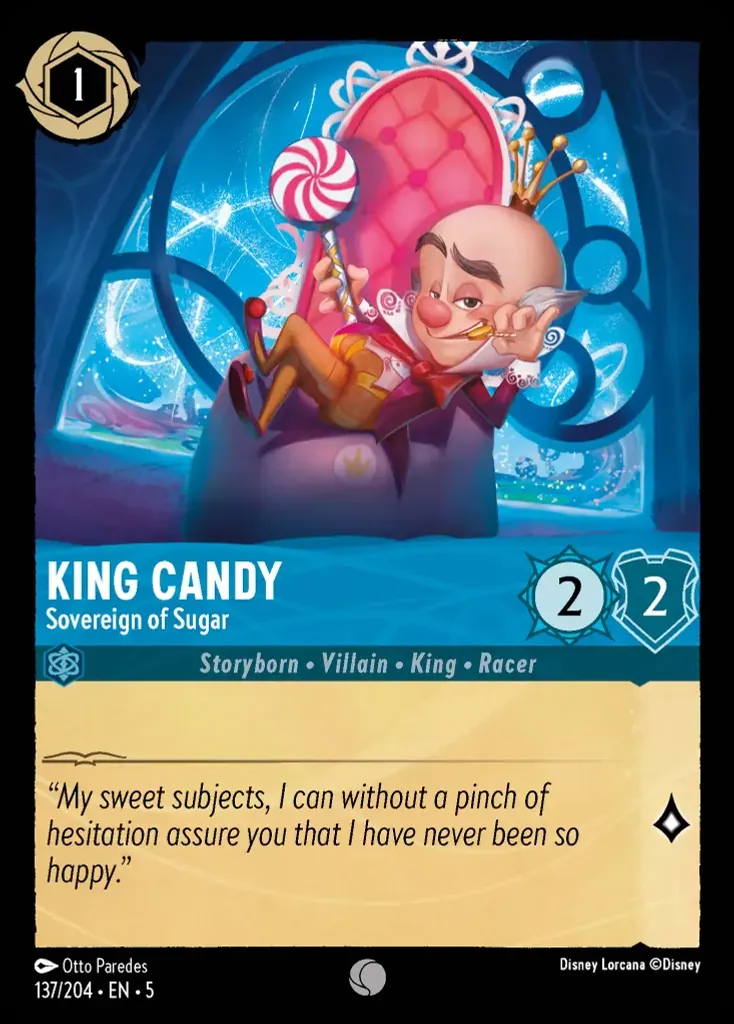 1
KING CANDY
Sovereign of Sugar
2
2
Storyborn • Villain • King • Racer
“My sweet subjects, I can without a pinch of
hesitation assure you that I have never been so
happy.”
Otto Paredes
137/204 • EN • 5
Disney Lorcana ©Disney